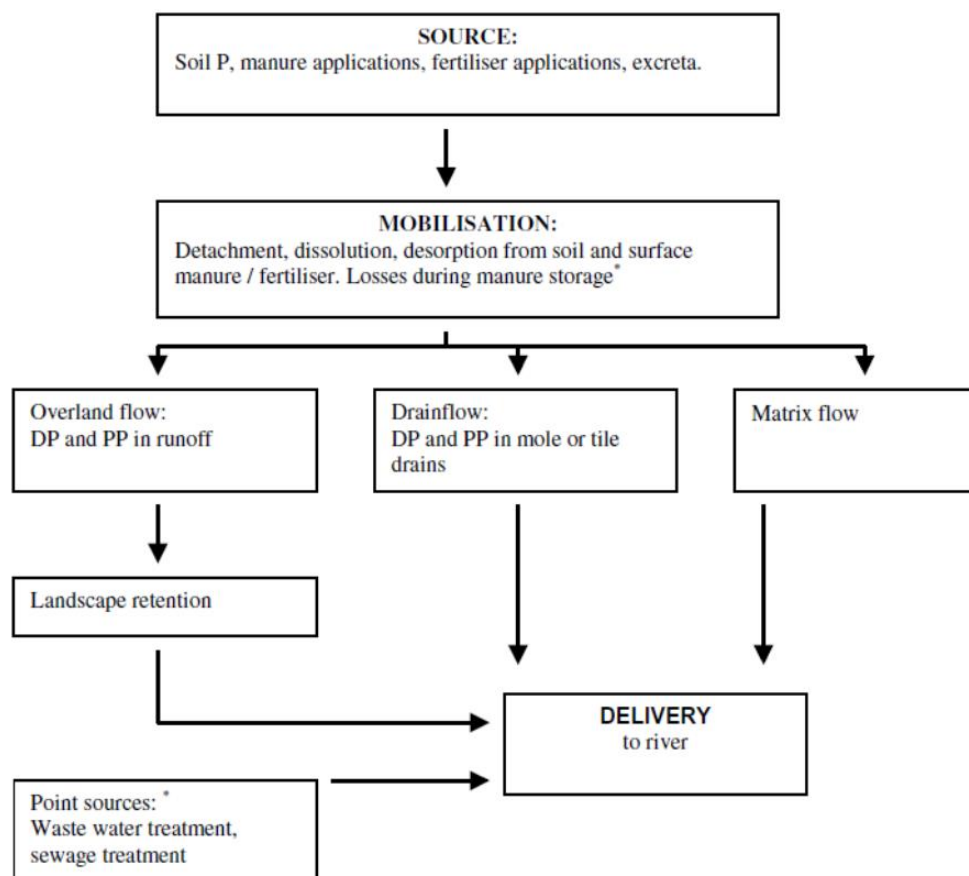 SOURCE:
Soil P, manure applications, fertiliser applications, excreta.
MOBILISATION:
Detachment, dissolution, desorption from soil and surface
manure / fertiliser. Losses during manure storage*
Overland flow:
DP and PP in runoff
Drainflow:
DP and PP in mole or tile
drains
Matrix flow
Landscape retention
DELIVERY
to river
Point sources: *
Waste water treatment,
sewage treatment